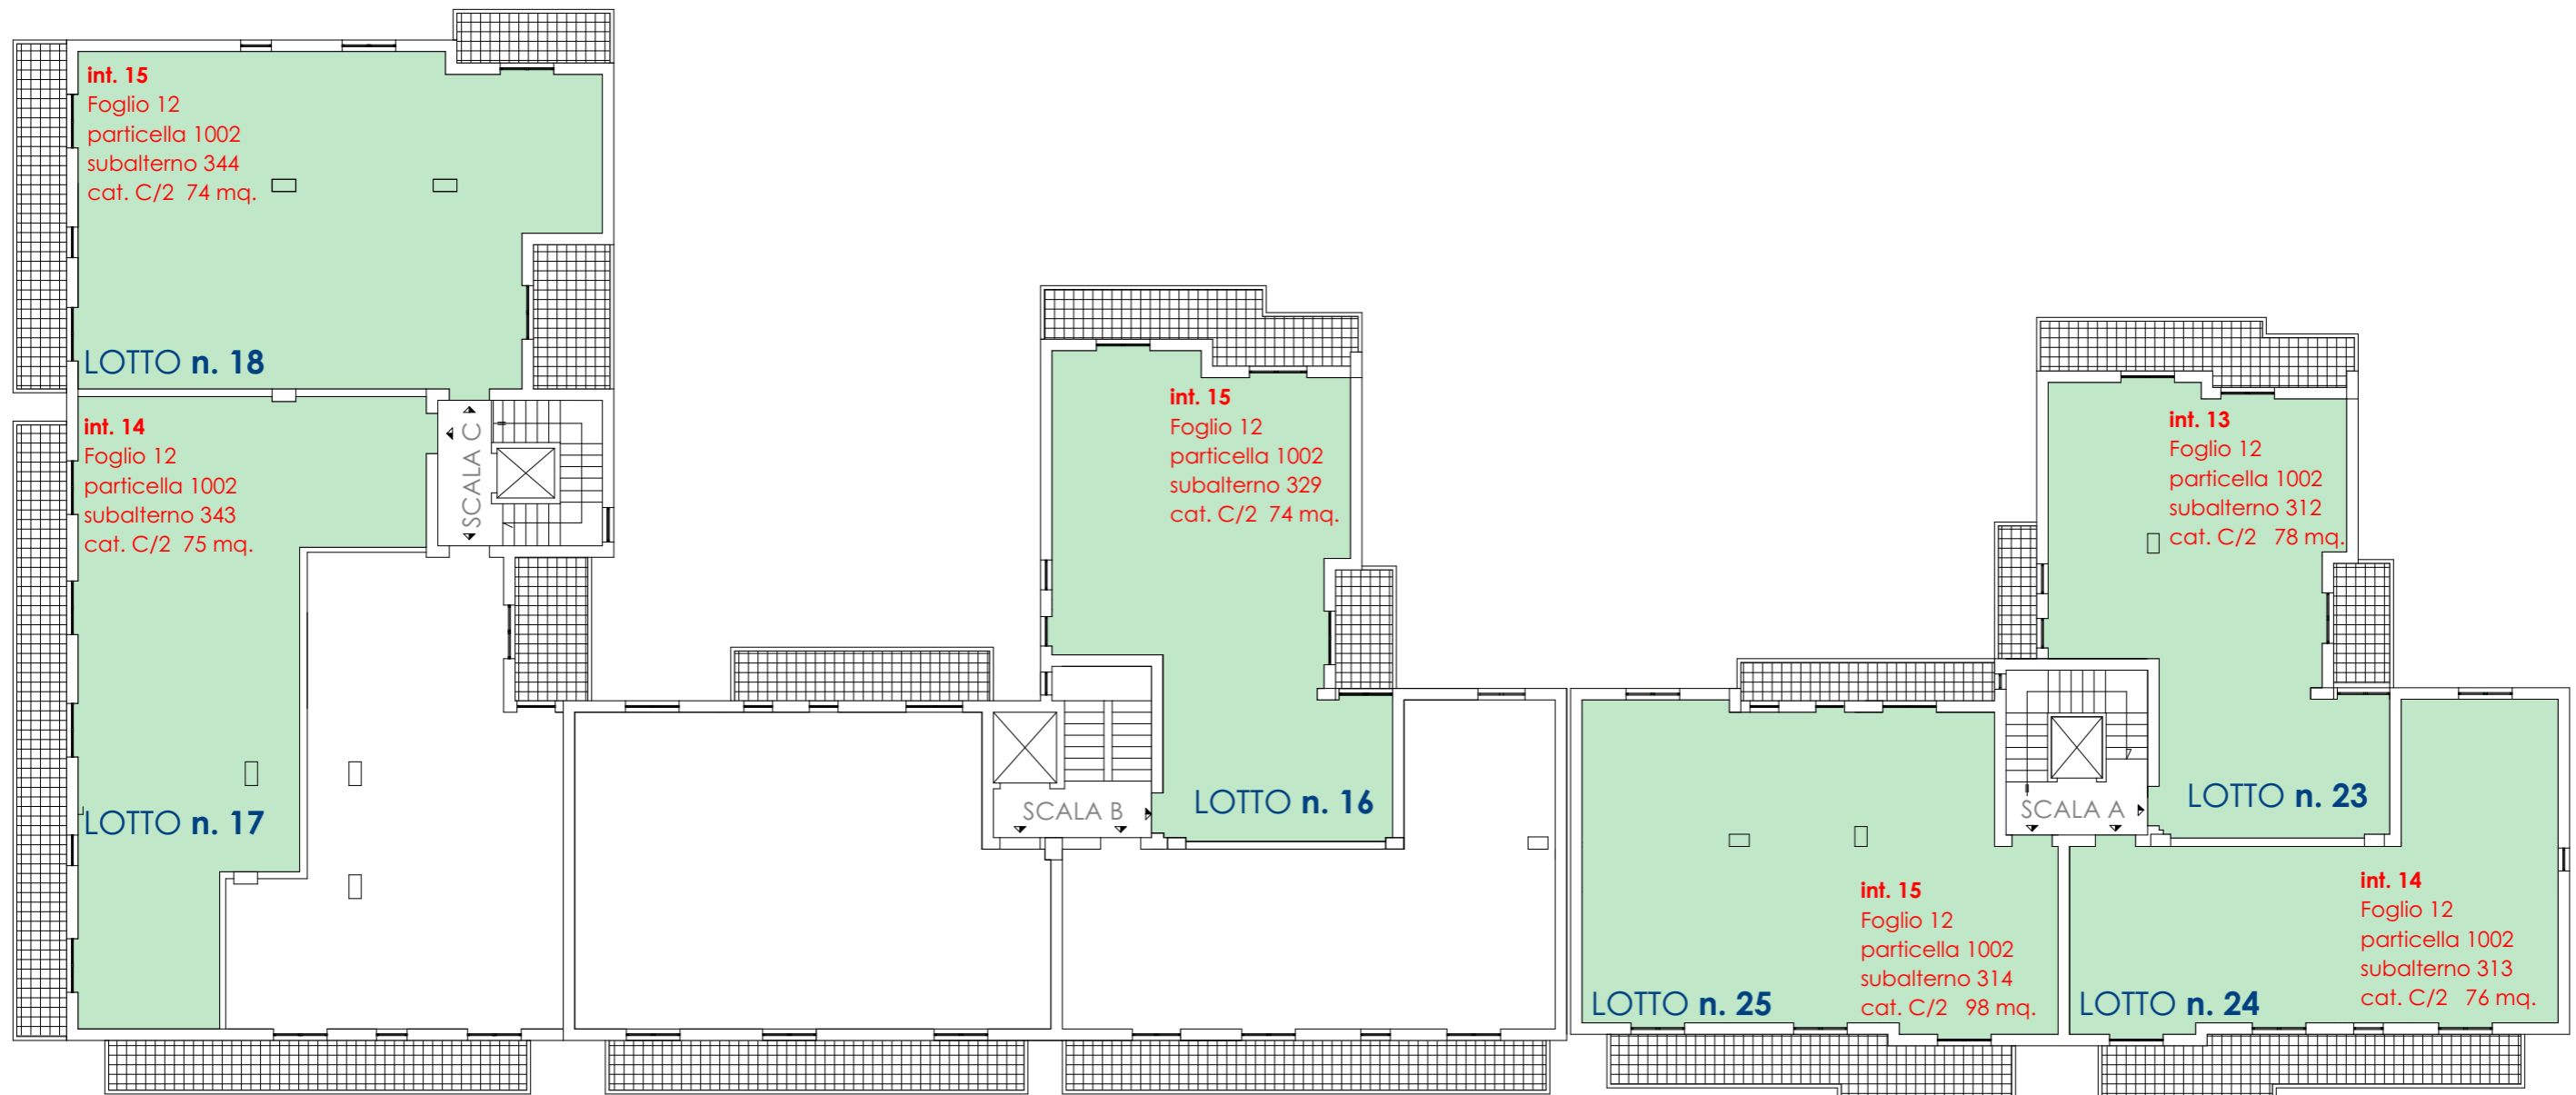 int. 15
Foglio 12
particella 1002
subalterno 344
cat. C/2 74 mq.
LOTTO n. 18
int. 14
Foglio 12
particella 1002
subalterno 343
cat. C/2 75 mq.
LOTTO n. 17
SCALA C
int. 15
Foglio 12
particella 1002
subalterno 329
cat. C/2 74 mq.
LOTTO n. 16
SCALA B
int. 13
Foglio 12
particella 1002
subalterno 312
cat. C/2 78 mq.
LOTTO n. 23
SCALA A
int. 15
Foglio 12
particella 1002
subalterno 314
cat. C/2 98 mq.
LOTTO n. 25
int. 14
Foglio 12
particella 1002
subalterno 313
cat. C/2 76 mq.
LOTTO n. 24